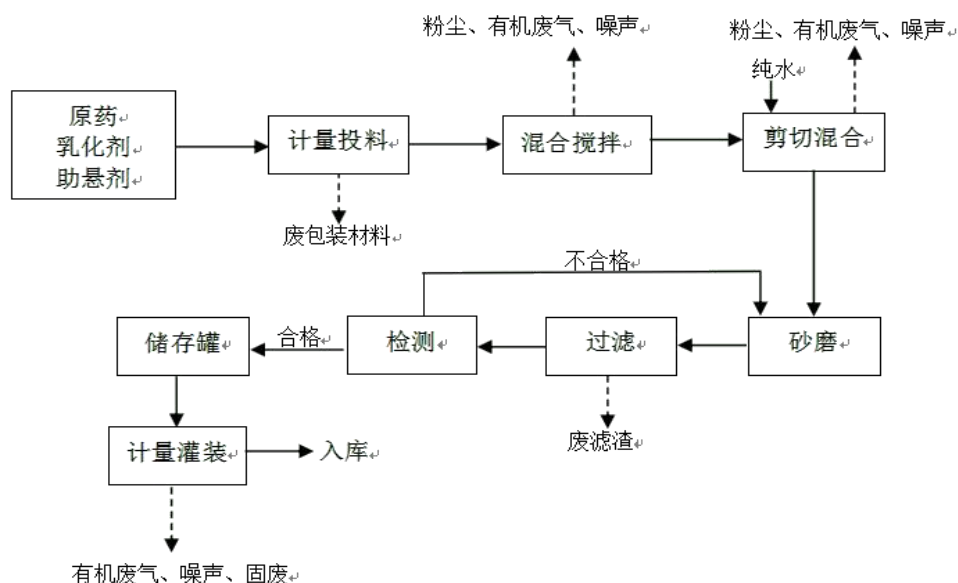 粉尘、有机废气、噪声
粉尘、有机废气、噪声
纯水
原药
乳化剂
助悬剂
计量投料
混合搅拌
剪切混合
废包装材料
不合格
储存罐
合格
检测
过滤
砂磨
废滤渣
计量灌装
入库
有机废气、噪声、固废